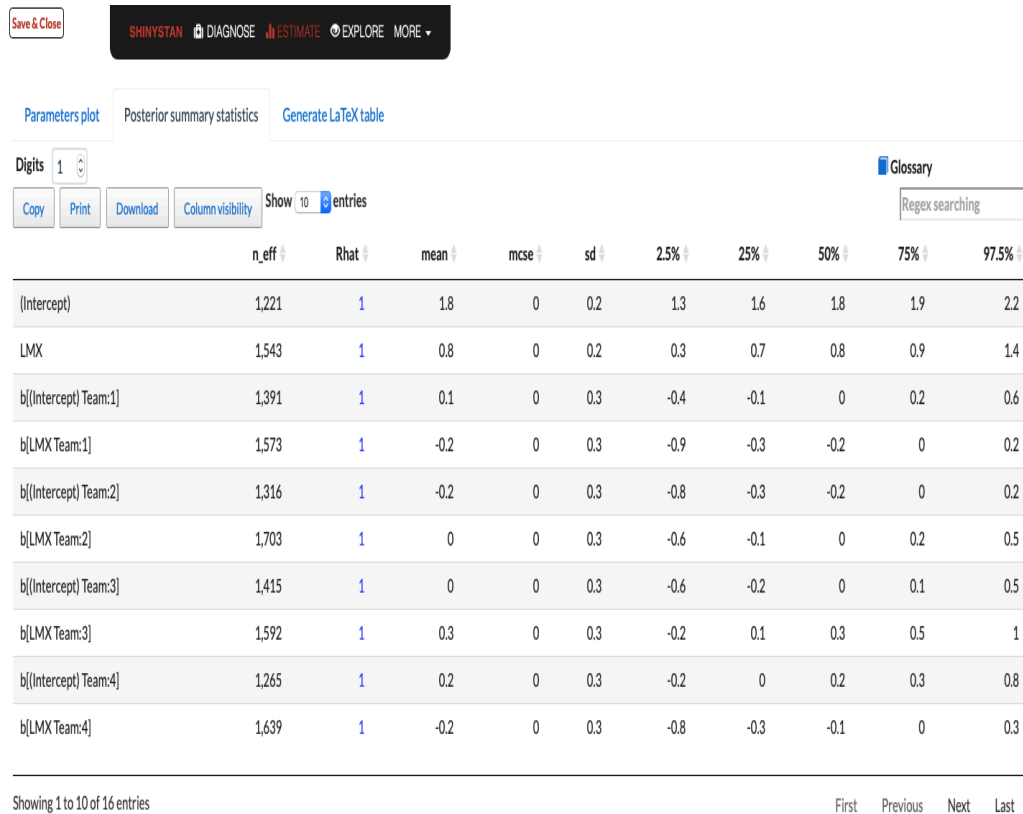 Save & Close
SHINYSTAN DIAGNOSE ESTIMATE EXPLORE MORE
Parameters plot Posterior summary statistics Generate LaTeX table
Digits 1 Glossary
Copy Print Download Column visibility Show 10 entries Regex searching
n_eff Rhat mean mcse sd 2.5% 25% 50% 75% 97.5%
(Intercept) 1,221 1 1.8 0 0.2 1.3 1.6 1.8 1.9 2.2
LMX 1,543 1 0.8 0 0.2 0.3 0.7 0.8 0.9 1.4
b[(Intercept) Team:1] 1,391 1 0.1 0 0.3 -0.4 -0.1 0 0.2 0.6
b[LMX Team:1] 1,573 1 -0.2 0 0.3 -0.9 -0.3 -0.2 0 0.2
b[(Intercept) Team:2] 1,316 1 -0.2 0 0.3 -0.8 -0.3 -0.2 0 0.2
b[LMX Team:2] 1,703 1 0 0 0.3 -0.6 -0.1 0 0.2 0.5
b[(Intercept) Team:3] 1,415 1 0 0 0.3 -0.6 -0.2 0 0.1 0.5
b[LMX Team:3] 1,592 1 0.3 0 0.3 -0.2 0.1 0.3 0.5 1
b[(Intercept) Team:4] 1,265 1 0.2 0 0.3 -0.2 0 0.2 0.3 0.8
b[LMX Team:4] 1,639 1 -0.2 0 0.3 -0.8 -0.3 -0.1 0 0.3
Showing 1 to 10 of 16 entries First Previous Next Last